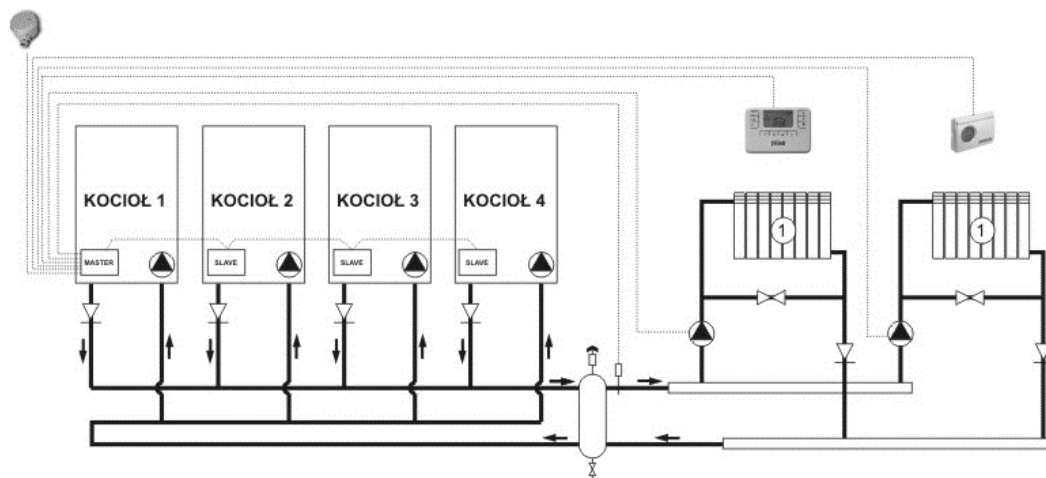 KOCIOŁ 1
KOCIOŁ 2
KOCIOŁ 3
KOCIOŁ 4
MASTER
SLAVE
SLAVE
SLAVE
1
1